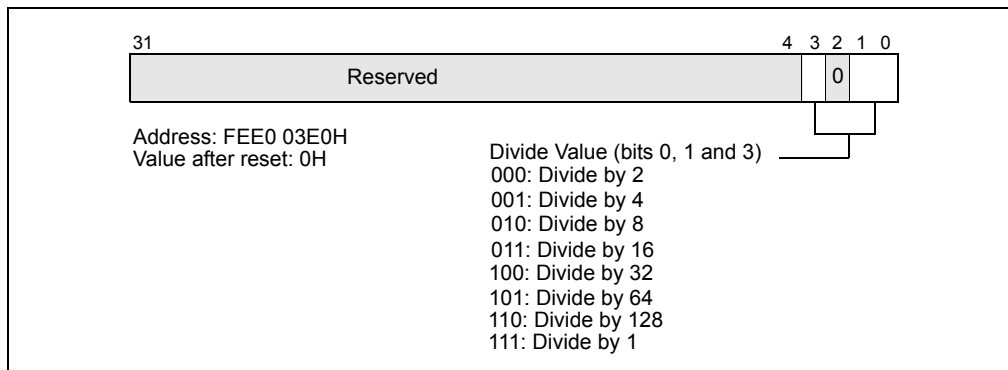 31 4 3 2 1 0
Reserved 0
Address: FEE0 03E0H
Value after reset: 0H
Divide Value (bits 0, 1 and 3)
000: Divide by 2
001: Divide by 4
010: Divide by 8
011: Divide by 16
100: Divide by 32
101: Divide by 64
110: Divide by 128
111: Divide by 1